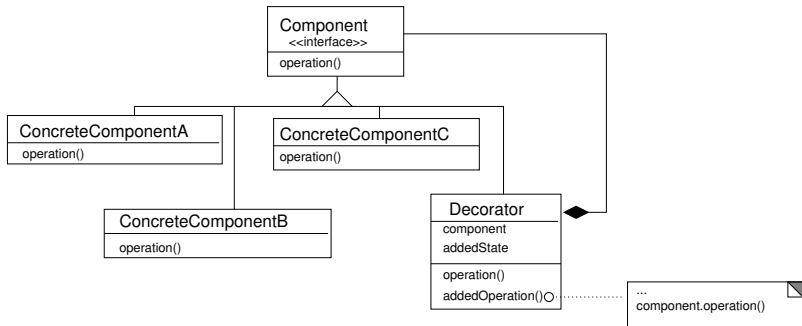 Component
<<interface>>
operation()
ConcreteComponentA
operation()
ConcreteComponentC
operation()
ConcreteComponentB
operation()
Decorator
component
addedState
operation()
addedOperation()
...
component.operation()